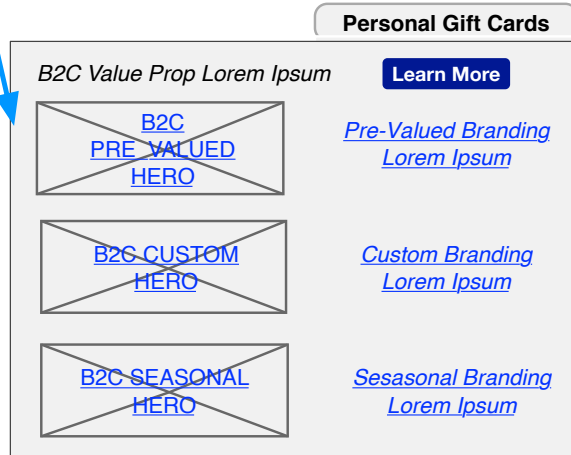 Personal Gift Cards
B2C Value Prop Lorem Ipsum
Learn More
B2C
PRE_VALUED
HERO
Pre-Valued Branding
Lorem Ipsum
B2C CUSTOM
HERO
Custom Branding
Lorem Ipsum
B2C SEASONAL
HERO
Sesasonal Branding
Lorem Ipsum